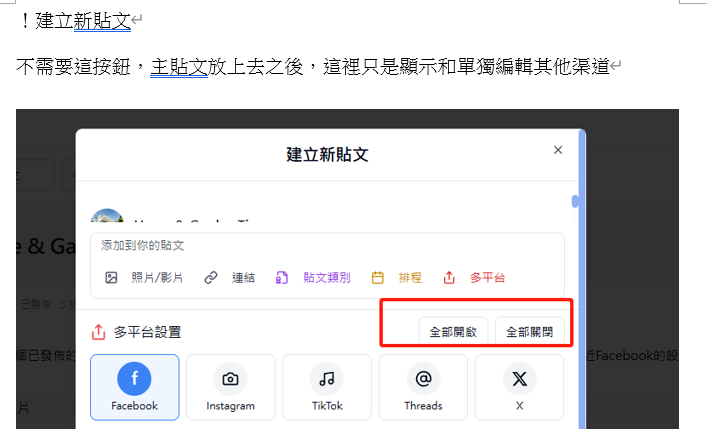 ！建立新貼文
不需要這按鈕，主貼文放上去之後，這裡只是顯示和單獨編輯其他渠道
建立新貼文
e & Ga
添加到你的貼文
照片/影片 連結 貼文類別 排程 多平台
已發佈
多平台設置 全部開啟 全部關閉
個已發佈的
近Facebook的設
f
Facebook Instagram TikTok Threads X
片